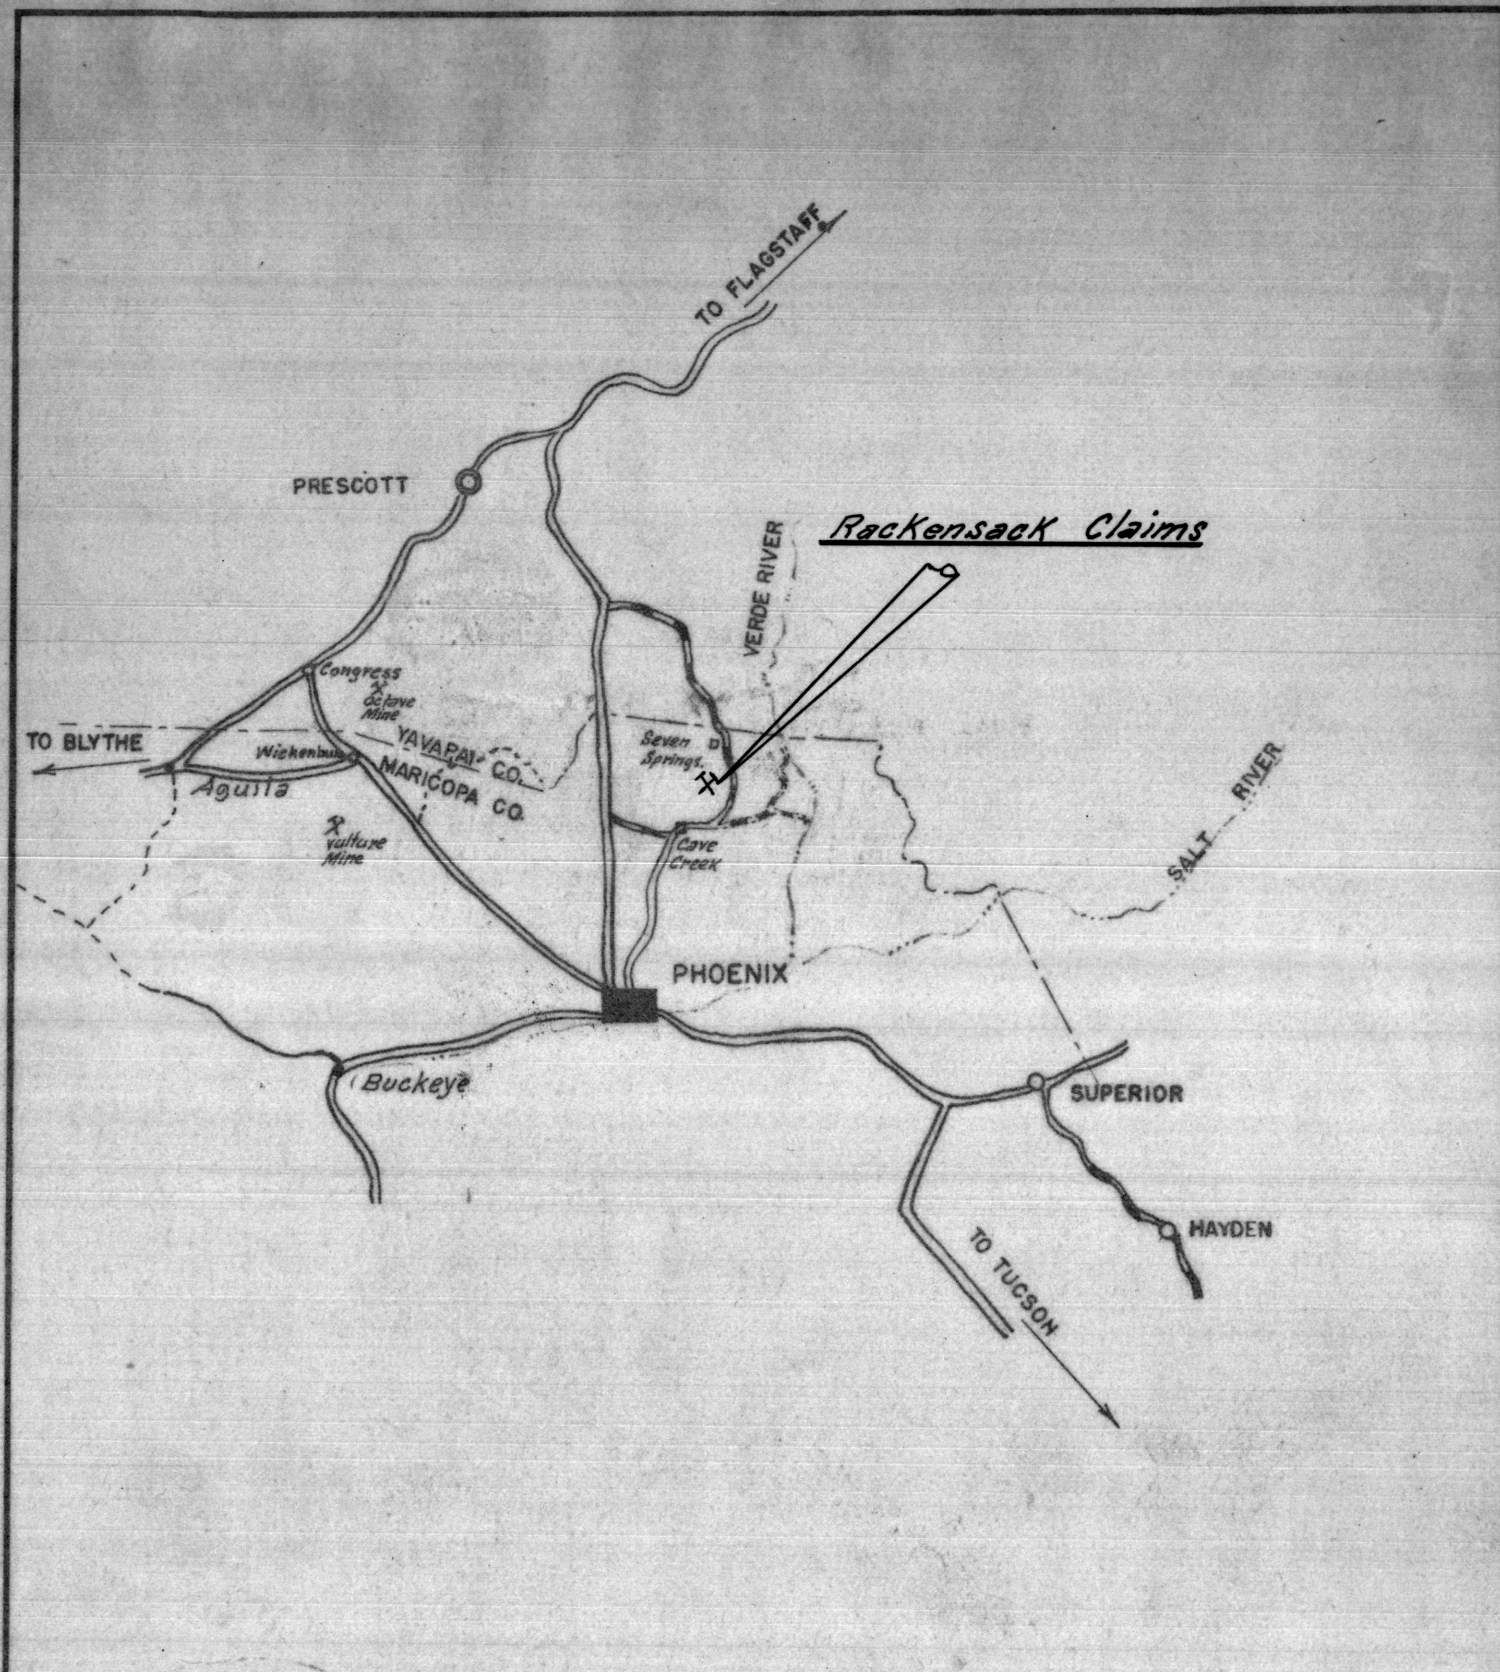 TO FLAGSTAFF
PRESCOTT
Rackensack Claims
VERDE RIVER
Congress
Octave
Mine
TO BLYTHE
Wickenburg
YAVAPAI CO.
MARICOPA CO.
Seven
Springs.
Aguila
Vulture
Mine
Cave
Creek
SALT RIVER
PHOENIX
Buckeye
SUPERIOR
HAYDEN
TO TUCSON